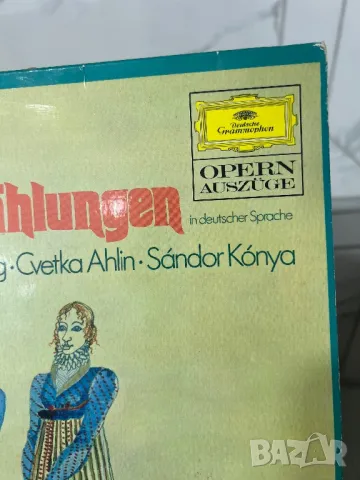 Deutsche
Grammophon
OPERN
AUSZÜGE
ählungen in deutscher Sprache
g · Cvetka Ahlin · Sándor Kónya
BAZAR